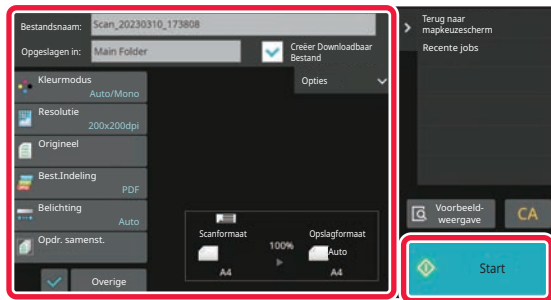 Bestandsnaam:
Scan_20230310_173808
Opgeslagen in:
Main Folder
Creëer Downloadbaar
Bestand
Opties
Kleurmodus
Auto/Mono
Resolutie
200x200dpi
Origineel
Best.Indeling
PDF
Belichting
Auto
Opdr. samenst.
Overige
Scanformaat
A4
100%
Opslagformaat
Auto
A4
Terug naar
mapkeuzescherm
Recente jobs
Voorbeeld-
weergave
CA
Start